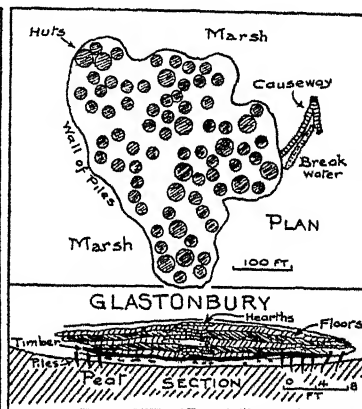 Huts
Marsh
Causeway
Wall of Piles
Break
water
PLAN
Marsh
100 FT.
GLASTONBURY
Hearths
Floors
Timber
Piles
Peat
SECTION
0 4 8
FT